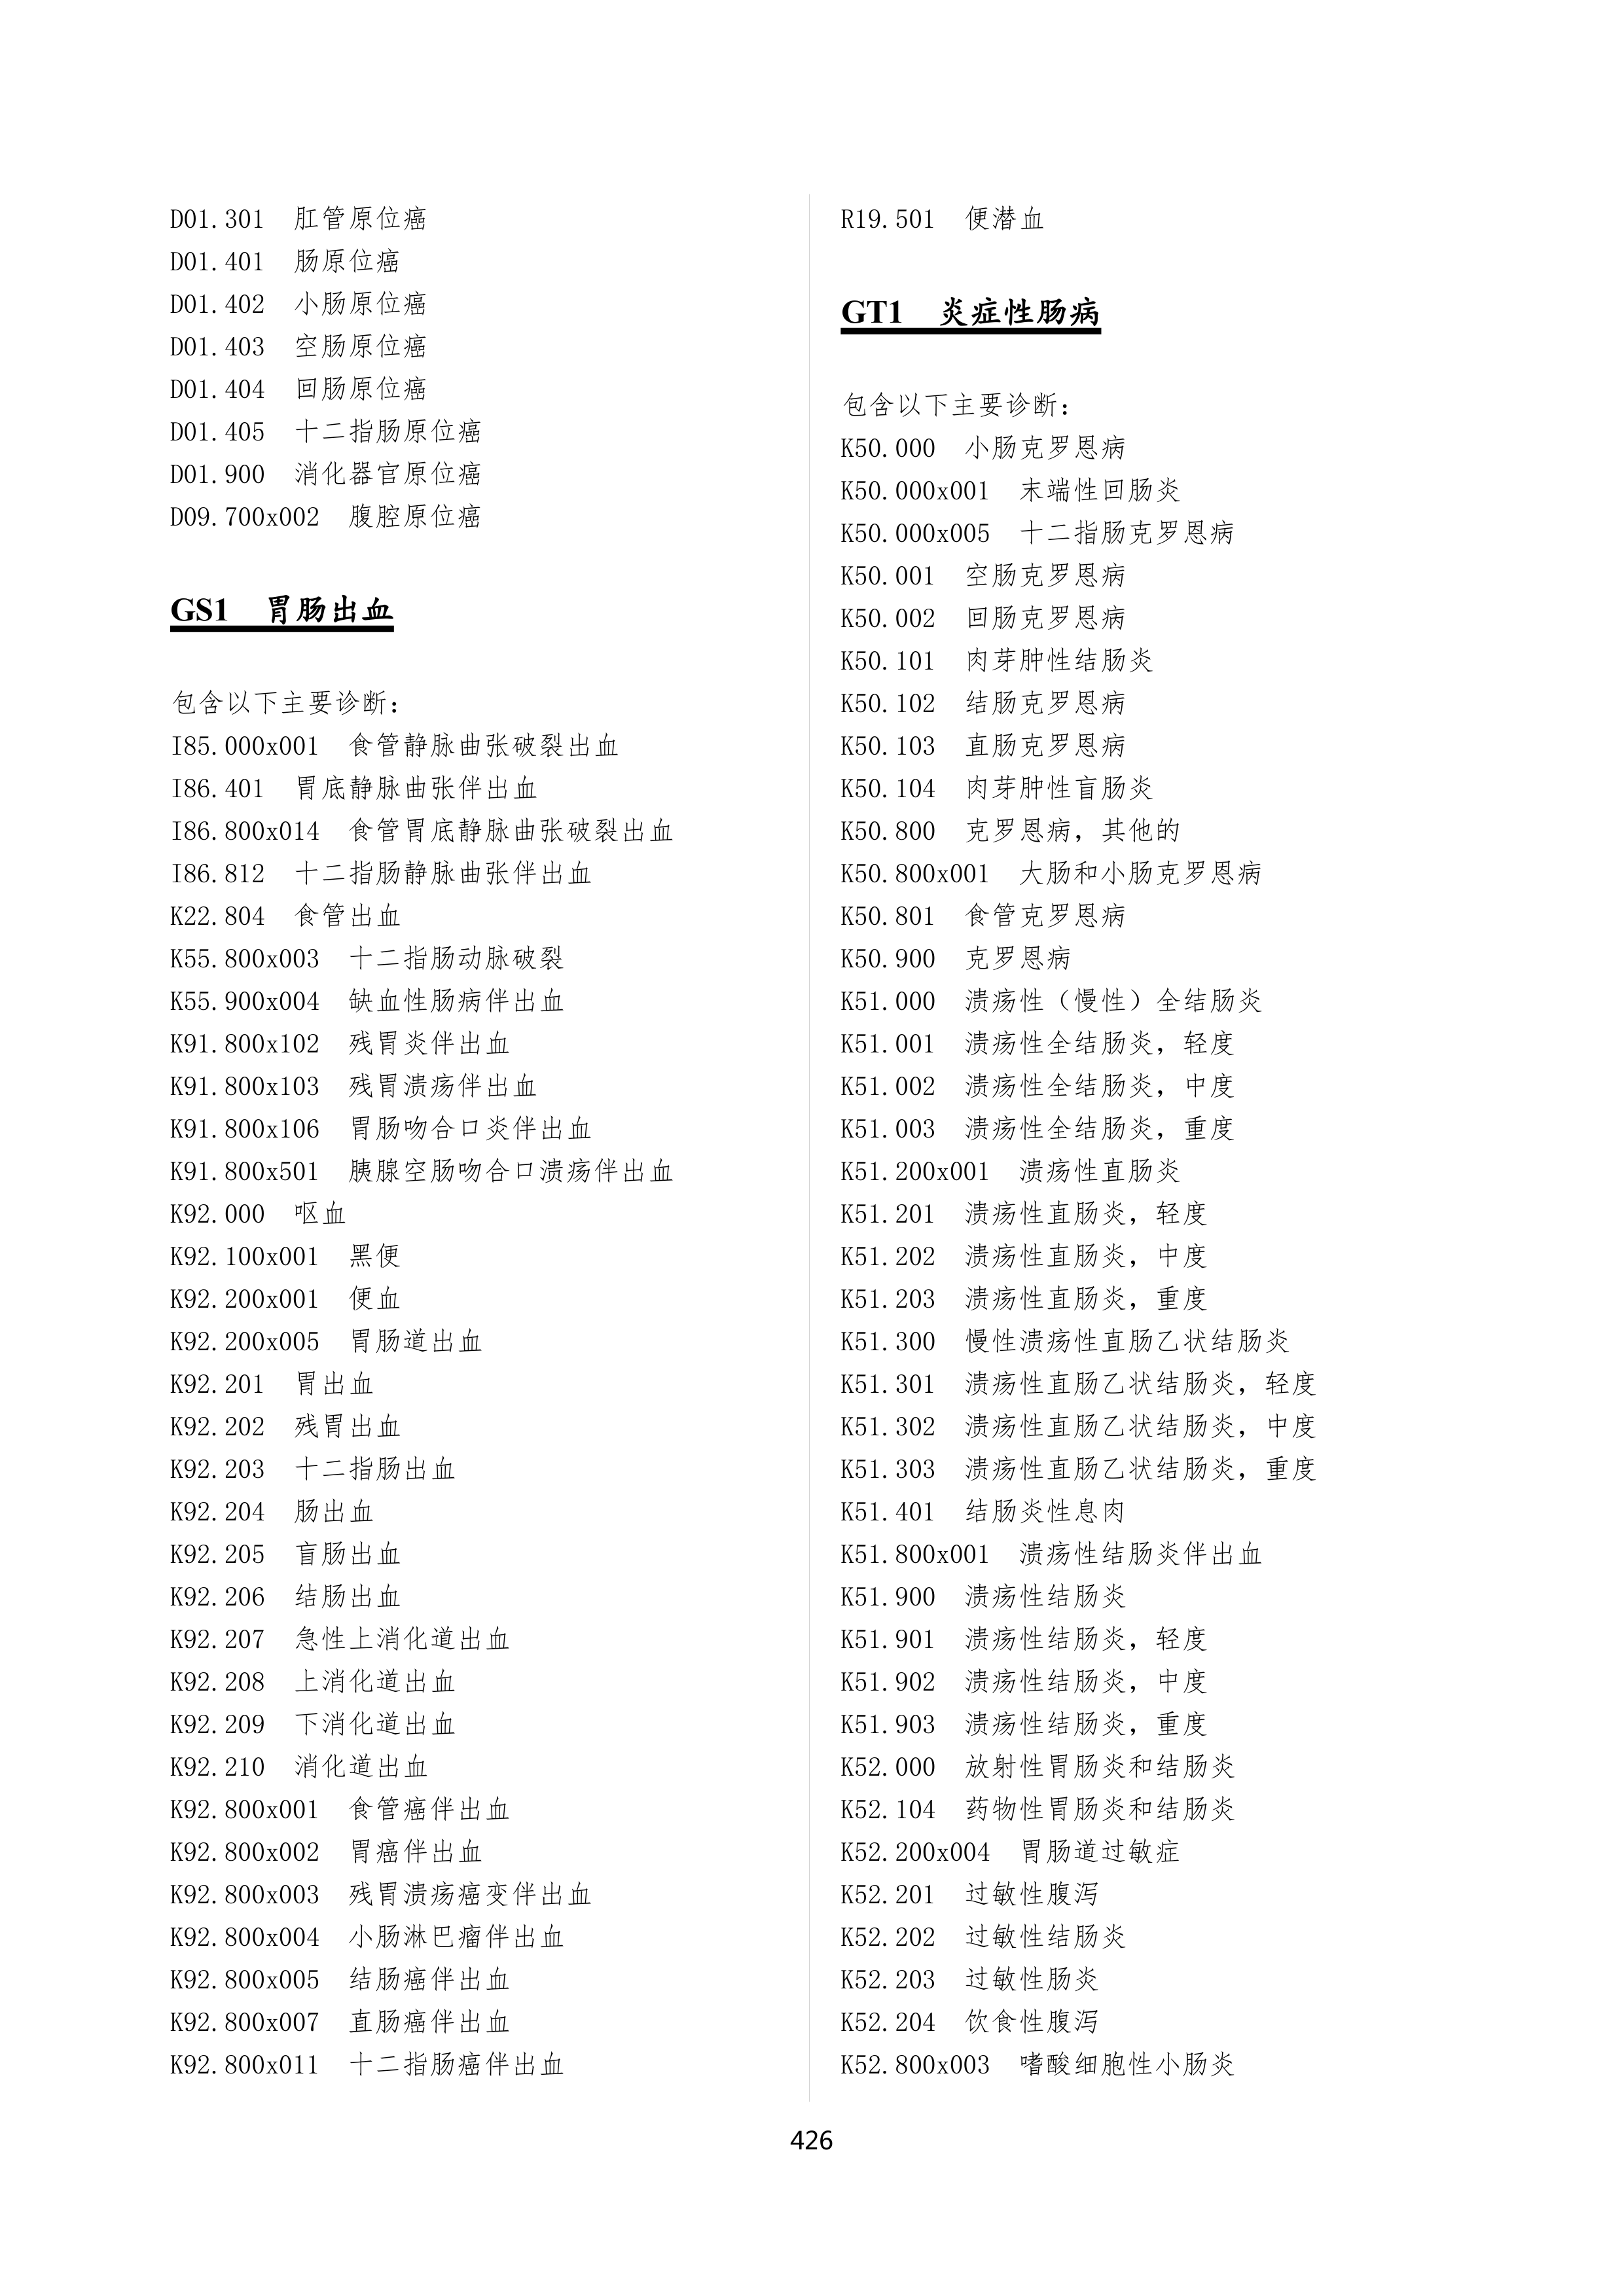 D01.301 肛管原位癌
D01.401 肠原位癌
D01.402 小肠原位癌
D01.403 空肠原位癌
D01.404 回肠原位癌
D01.405 十二指肠原位癌
D01.900 消化器官原位癌
D09.700x002 腹腔原位癌
GS1 胃肠出血
包含以下主要诊断：
I85.000x001 食管静脉曲张破裂出血
I86.401 胃底静脉曲张伴出血
I86.800x014 食管胃底静脉曲张破裂出血
I86.812 十二指肠静脉曲张伴出血
K22.804 食管出血
K55.800x003 十二指肠动脉破裂
K55.900x004 缺血性肠病伴出血
K91.800x102 残胃炎伴出血
K91.800x103 残胃溃疡伴出血
K91.800x106 胃肠吻合口炎伴出血
K91.800x501 胰腺空肠吻合口溃疡伴出血
K92.000 呕血
K92.100x001 黑便
K92.200x001 便血
K92.200x005 胃肠道出血
K92.201 胃出血
K92.202 残胃出血
K92.203 十二指肠出血
K92.204 肠出血
K92.205 盲肠出血
K92.206 结肠出血
K92.207 急性上消化道出血
K92.208 上消化道出血
K92.209 下消化道出血
K92.210 消化道出血
K92.800x001 食管癌伴出血
K92.800x002 胃癌伴出血
K92.800x003 残胃溃疡癌变伴出血
K92.800x004 小肠淋巴瘤伴出血
K92.800x005 结肠癌伴出血
K92.800x007 直肠癌伴出血
K92.800x011 十二指肠癌伴出血
R19.501 便潜血
GT1 炎症性肠病
包含以下主要诊断：
K50.000 小肠克罗恩病
K50.000x001 末端性回肠炎
K50.000x005 十二指肠克罗恩病
K50.001 空肠克罗恩病
K50.002 回肠克罗恩病
K50.101 肉芽肿性结肠炎
K50.102 结肠克罗恩病
K50.103 直肠克罗恩病
K50.104 肉芽肿性盲肠炎
K50.800 克罗恩病，其他的
K50.800x001 大肠和小肠克罗恩病
K50.801 食管克罗恩病
K50.900 克罗恩病
K51.000 溃疡性（慢性）全结肠炎
K51.001 溃疡性全结肠炎，轻度
K51.002 溃疡性全结肠炎，中度
K51.003 溃疡性全结肠炎，重度
K51.200x001 溃疡性直肠炎
K51.201 溃疡性直肠炎，轻度
K51.202 溃疡性直肠炎，中度
K51.203 溃疡性直肠炎，重度
K51.300 慢性溃疡性直肠乙状结肠炎
K51.301 溃疡性直肠乙状结肠炎，轻度
K51.302 溃疡性直肠乙状结肠炎，中度
K51.303 溃疡性直肠乙状结肠炎，重度
K51.401 结肠炎性息肉
K51.800x001 溃疡性结肠炎伴出血
K51.900 溃疡性结肠炎
K51.901 溃疡性结肠炎，轻度
K51.902 溃疡性结肠炎，中度
K51.903 溃疡性结肠炎，重度
K52.000 放射性胃肠炎和结肠炎
K52.104 药物性胃肠炎和结肠炎
K52.200x004 胃肠道过敏症
K52.201 过敏性腹泻
K52.202 过敏性结肠炎
K52.203 过敏性肠炎
K52.204 饮食性腹泻
K52.800x003 嗜酸细胞性小肠炎
426